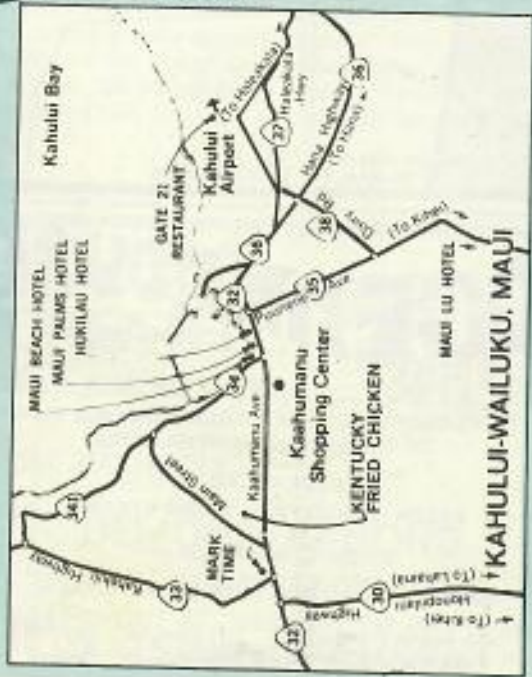 Kahului Bay
MAUI BEACH HOTEL
MAUI PALMS HOTEL
HUKILAU HOTEL
GATE 21
RESTAURANT
Kahului
Airport
(To Haleakala)
Haleakala
Hwy
37
Hana Highway
(To Hana)
36
36
38
Dairy
Rd
32
35
Puunene Ave
(To Kihei)
MAUI LU HOTEL
34
Kaahumanu Ave
Kaahumanu
Shopping Center
KENTUCKY
FRIED CHICKEN
Main Street
341
Kahekili Highway
33
MARK
TIME
32
30
Honoapiilani
Highway
(To Lahaina)
(To Kihei)
KAHULUI-WAILUKU, MAUI